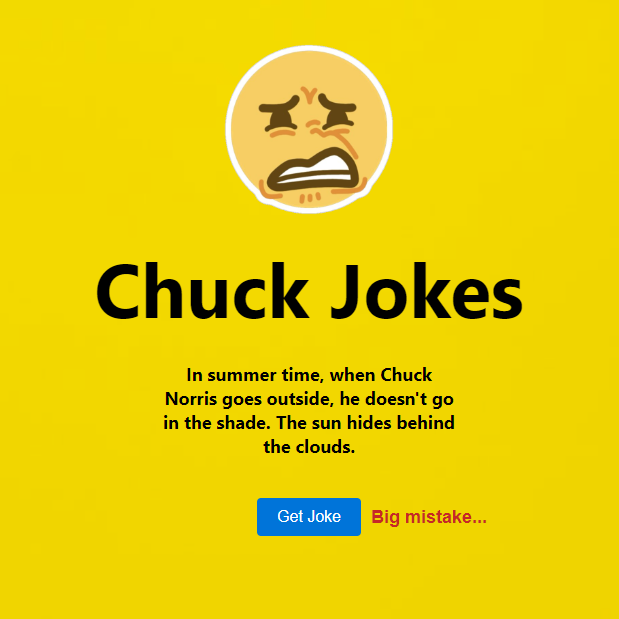 Chuck Jokes
In summer time, when Chuck
Norris goes outside, he doesn't go
in the shade. The sun hides behind
the clouds.
Get Joke
Big mistake...